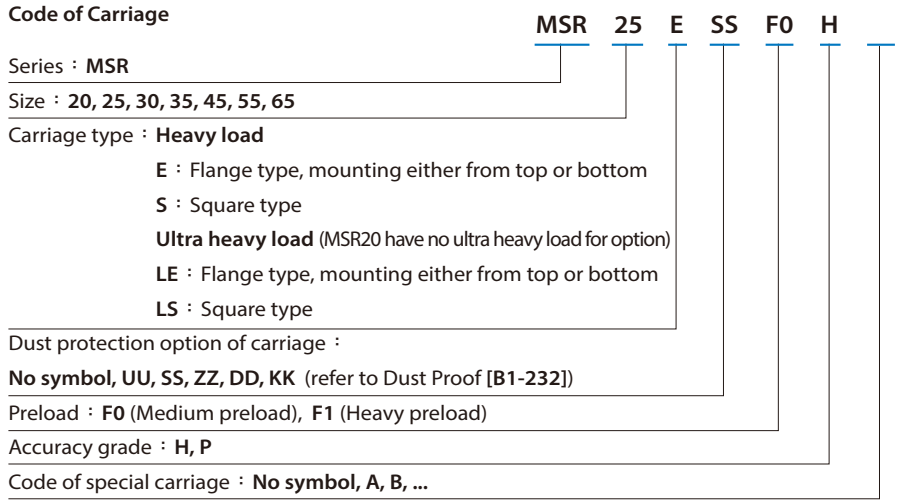 Code of Carriage
MSR 25 E SS F0 H
Series : MSR
Size : 20, 25, 30, 35, 45, 55, 65
Carriage type : Heavy load
E : Flange type, mounting either from top or bottom
S : Square type
Ultra heavy load (MSR20 have no ultra heavy load for option)
LE : Flange type, mounting either from top or bottom
LS : Square type
Dust protection option of carriage :
No symbol, UU, SS, ZZ, DD, KK (refer to Dust Proof [B1-232])
Preload : F0 (Medium preload), F1 (Heavy preload)
Accuracy grade : H, P
Code of special carriage : No symbol, A, B, ...